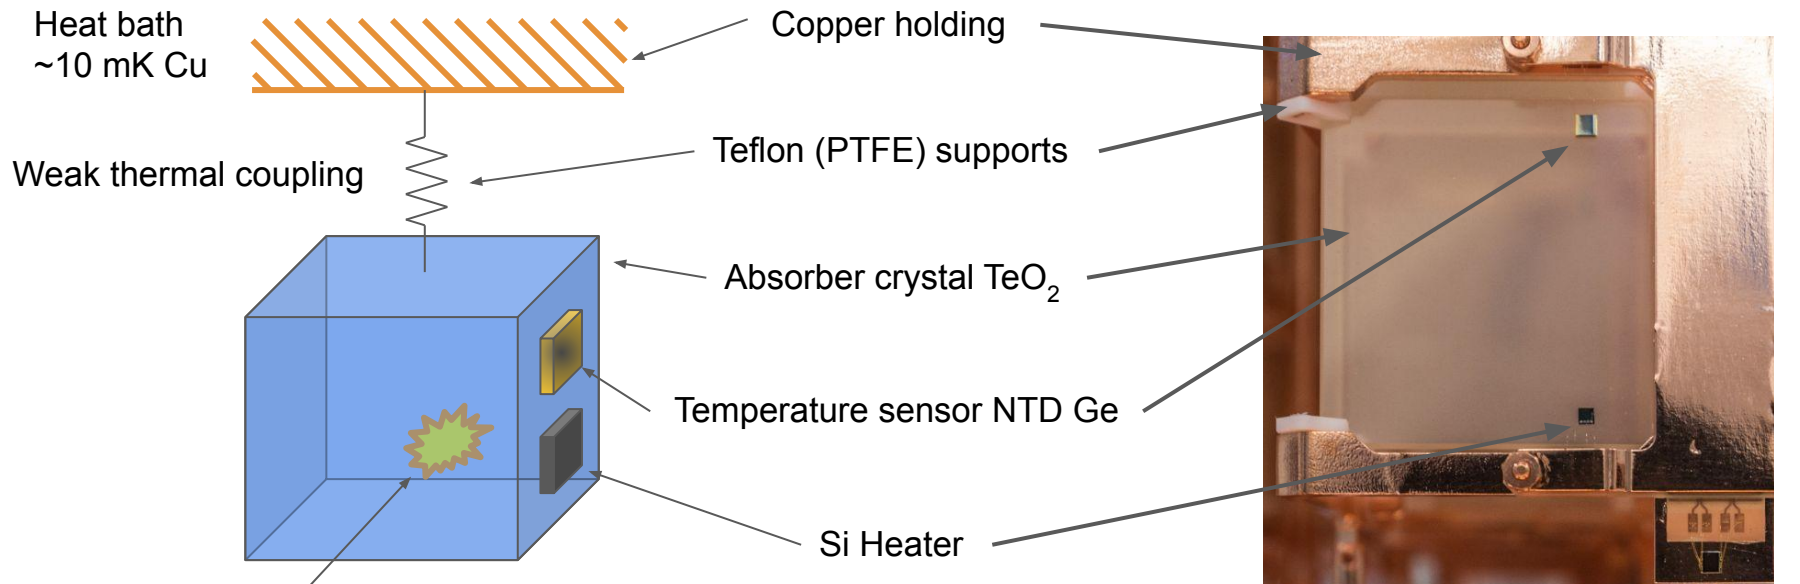 Heat bath
~10 mK Cu
Copper holding
Teflon (PTFE) supports
Weak thermal coupling
Absorber crystal TeO₂
Temperature sensor NTD Ge
Si Heater